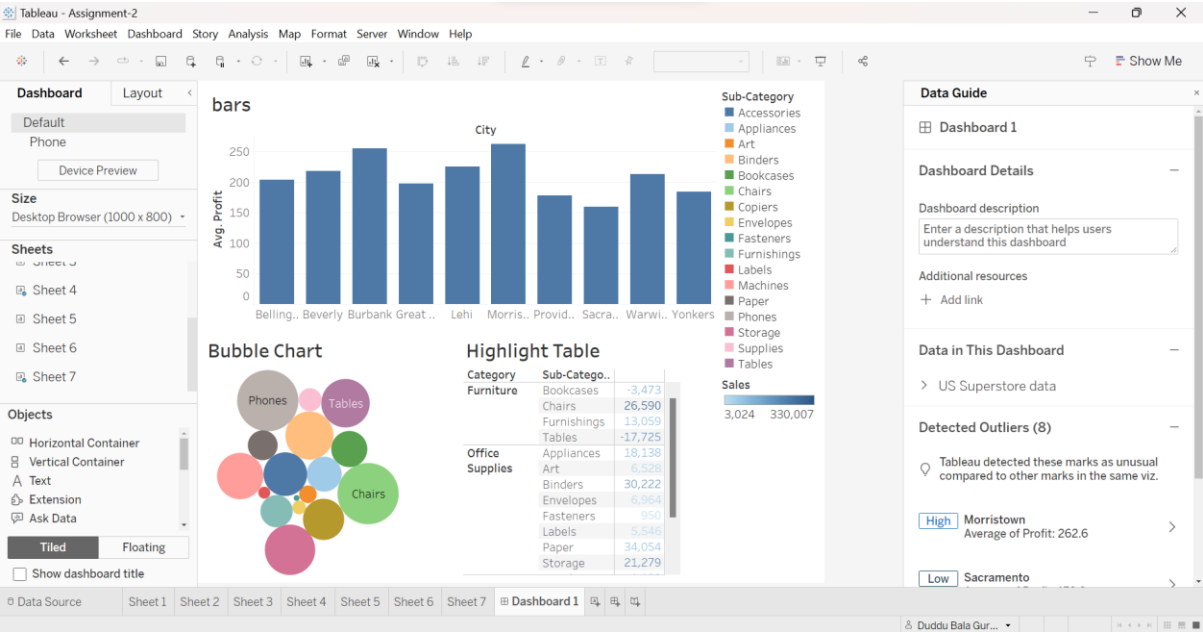 Tableau - Assignment-2
File Data Worksheet Dashboard Story Analysis Map Format Server Window Help
Show Me
Dashboard Layout
Default
Phone
Device Preview
Size
Desktop Browser (1000 x 800)
Sheets
Sheet 4
Sheet 5
Sheet 6
Sheet 7
Objects
Horizontal Container
Vertical Container
Text
Extension
Ask Data
Tiled Floating
Show dashboard title
bars
City
Avg. Profit
250
200
150
100
50
0
Belling.. Beverly Burbank Great .. Lehi Morris.. Provid.. Sacra.. Warwi.. Yonkers
Sub-Category
Accessories
Appliances
Art
Binders
Bookcases
Chairs
Copiers
Envelopes
Fasteners
Furnishings
Labels
Machines
Paper
Phones
Storage
Supplies
Tables
Sales
3,024 330,007
Bubble Chart
Phones
Tables
Chairs
Highlight Table
Category Sub-Catego..
Furniture Bookcases -3,473
Chairs 26,590
Furnishings 13,059
Tables -17,725
Office Supplies Appliances 18,138
Art 6,528
Binders 30,222
Envelopes 6,964
Fasteners 950
Labels 5,546
Paper 34,054
Storage 21,279
Data Guide
Dashboard 1
Dashboard Details
Dashboard description
Enter a description that helps users
understand this dashboard
Additional resources
Add link
Data in This Dashboard
US Superstore data
Detected Outliers (8)
Tableau detected these marks as unusual
compared to other marks in the same viz.
High Morristown
Average of Profit: 262.6
Low Sacramento
Data Source Sheet 1 Sheet 2 Sheet 3 Sheet 4 Sheet 5 Sheet 6 Sheet 7 Dashboard 1
Duddu Bala Gur...